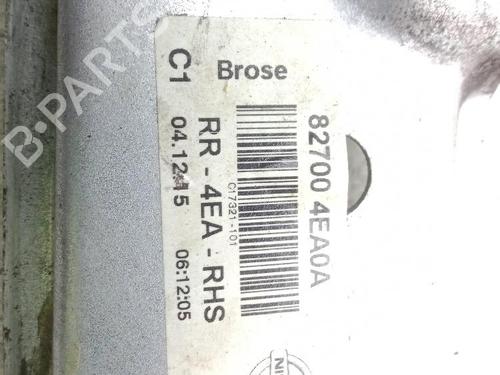 B-PARTS
C1 Brose
82700 4EA0A
C17321-101
RR - 4EA - RHS
04.12.15 06:12:05